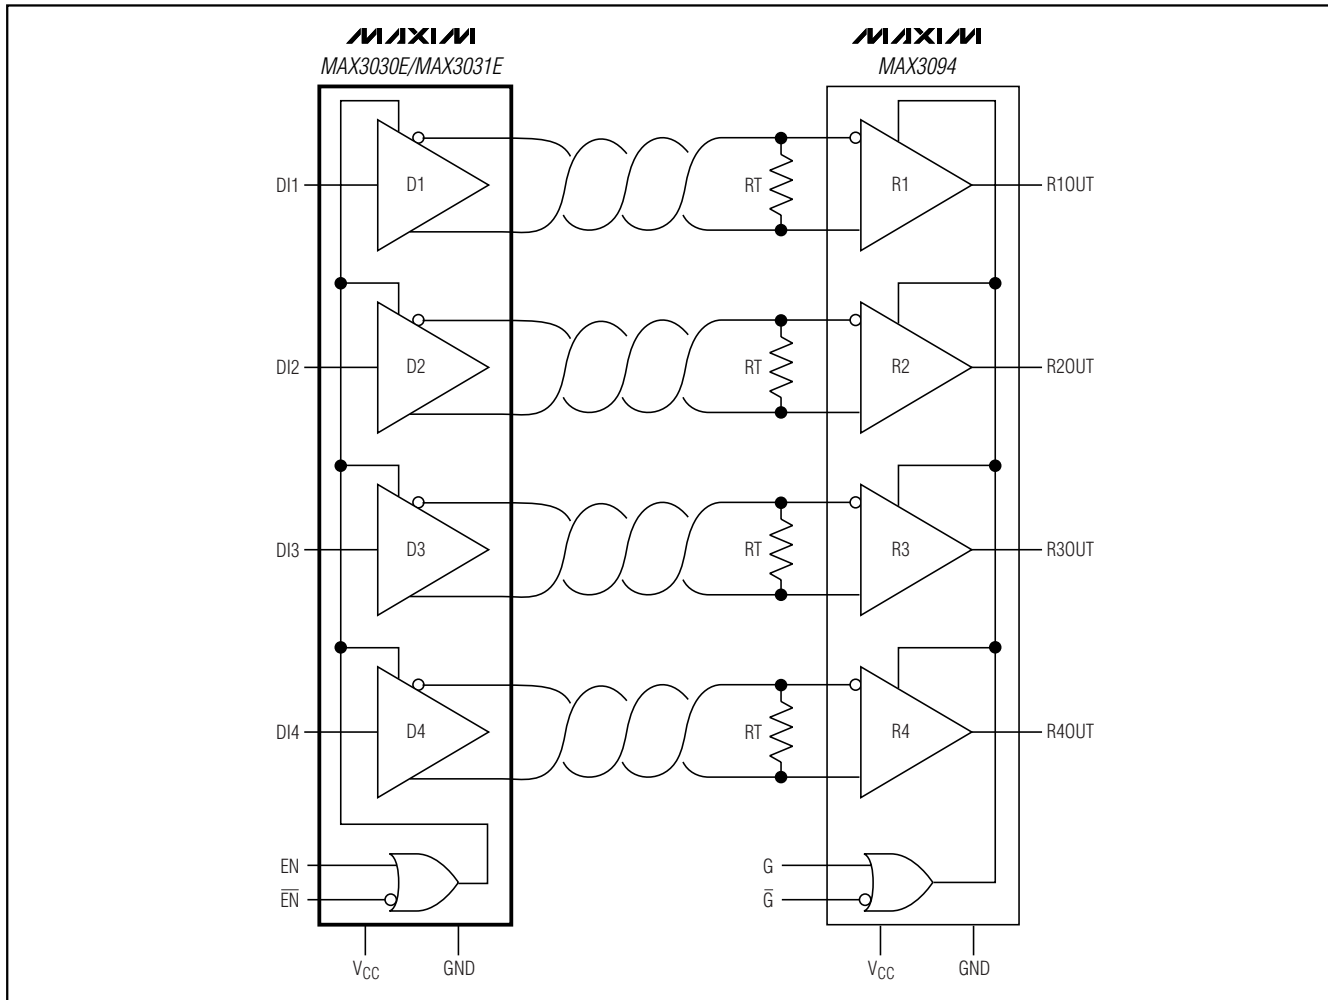 MAXIM MAXIM
MAX3030E/MAX3031E MAX3094
DI1 D1 RT R1 R1OUT
DI2 D2 RT R2 R2OUT
DI3 D3 RT R3 R3OUT
DI4 D4 RT R4 R4OUT
EN G
E̅N̅ G̅
VCC GND VCC GND